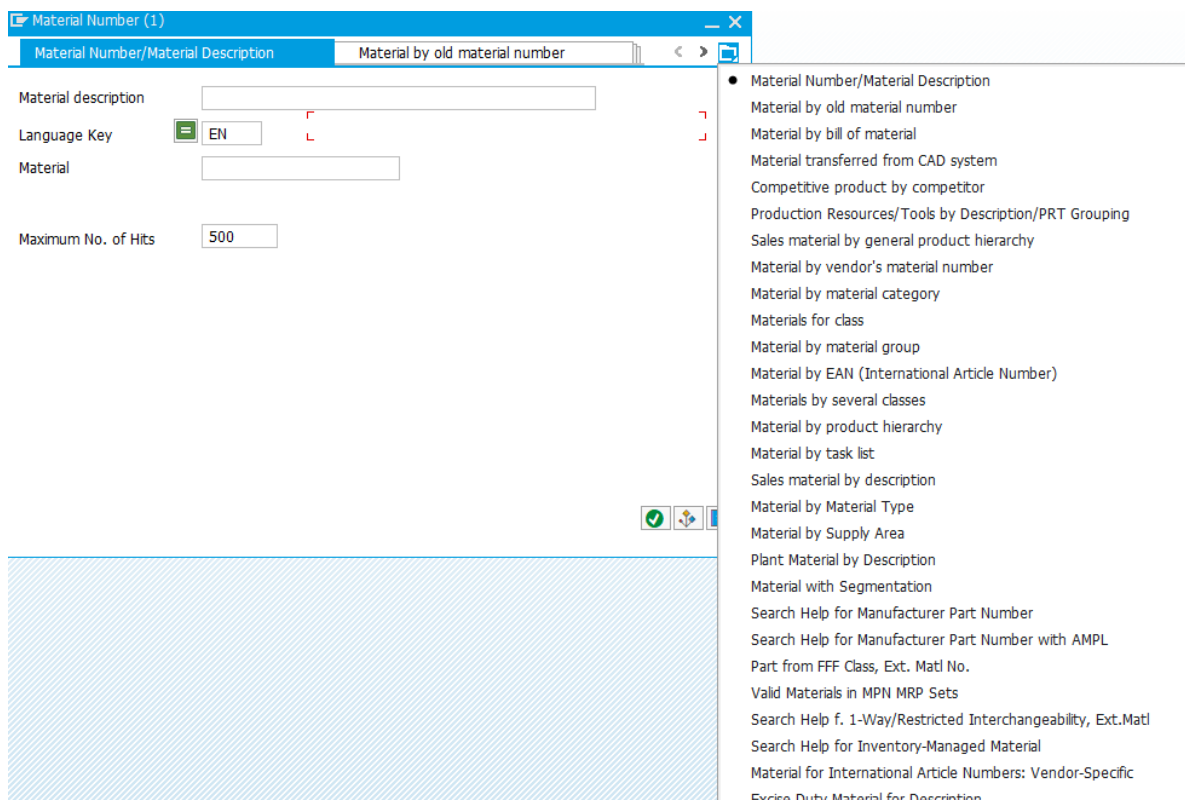 Material Number (1)
Material Number/Material Description
Material by old material number
Material description
Language Key
=
EN
Material
Maximum No. of Hits
500
Material Number/Material Description
Material by old material number
Material by bill of material
Material transferred from CAD system
Competitive product by competitor
Production Resources/Tools by Description/PRT Grouping
Sales material by general product hierarchy
Material by vendor's material number
Material by material category
Materials for class
Material by material group
Material by EAN (International Article Number)
Materials by several classes
Material by product hierarchy
Material by task list
Sales material by description
Material by Material Type
Material by Supply Area
Plant Material by Description
Material with Segmentation
Search Help for Manufacturer Part Number
Search Help for Manufacturer Part Number with AMPL
Part from FFF Class, Ext. Matl No.
Valid Materials in MPN MRP Sets
Search Help f. 1-Way/Restricted Interchangeability, Ext.Matl
Search Help for Inventory-Managed Material
Material for International Article Numbers: Vendor-Specific
Excise Duty Material for Description